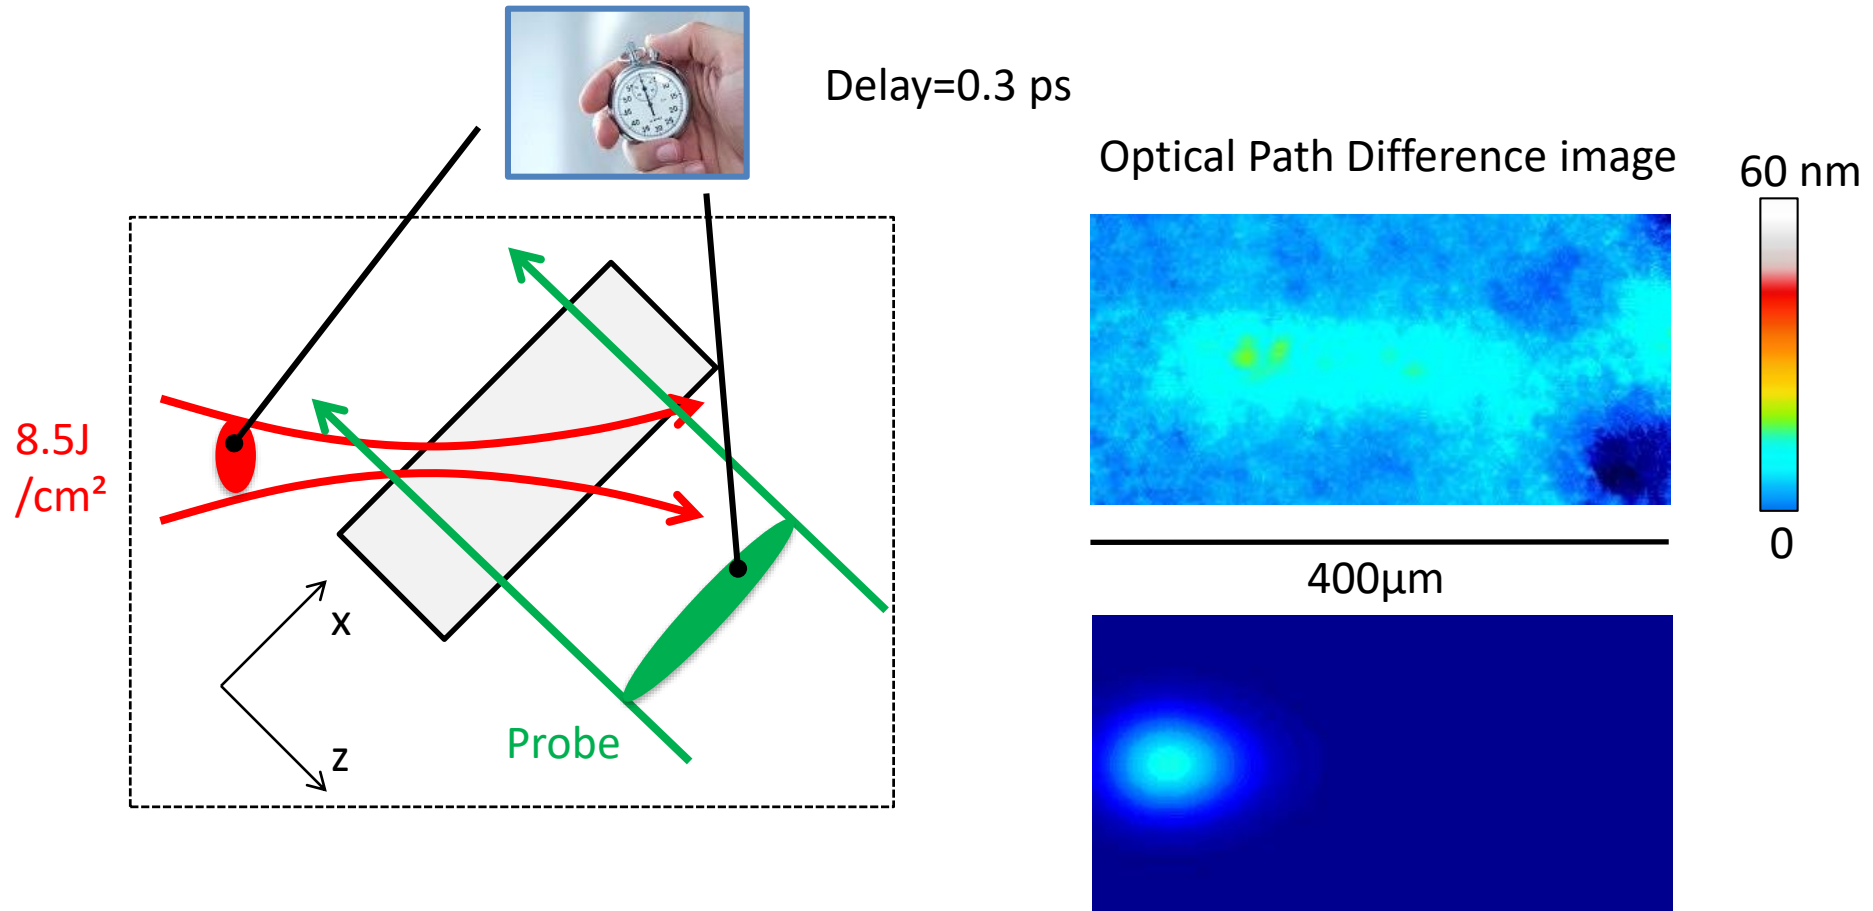 Delay=0.3 ps
Optical Path Difference image
60 nm
8.5J
/cm²
0
400µm
x
z
Probe